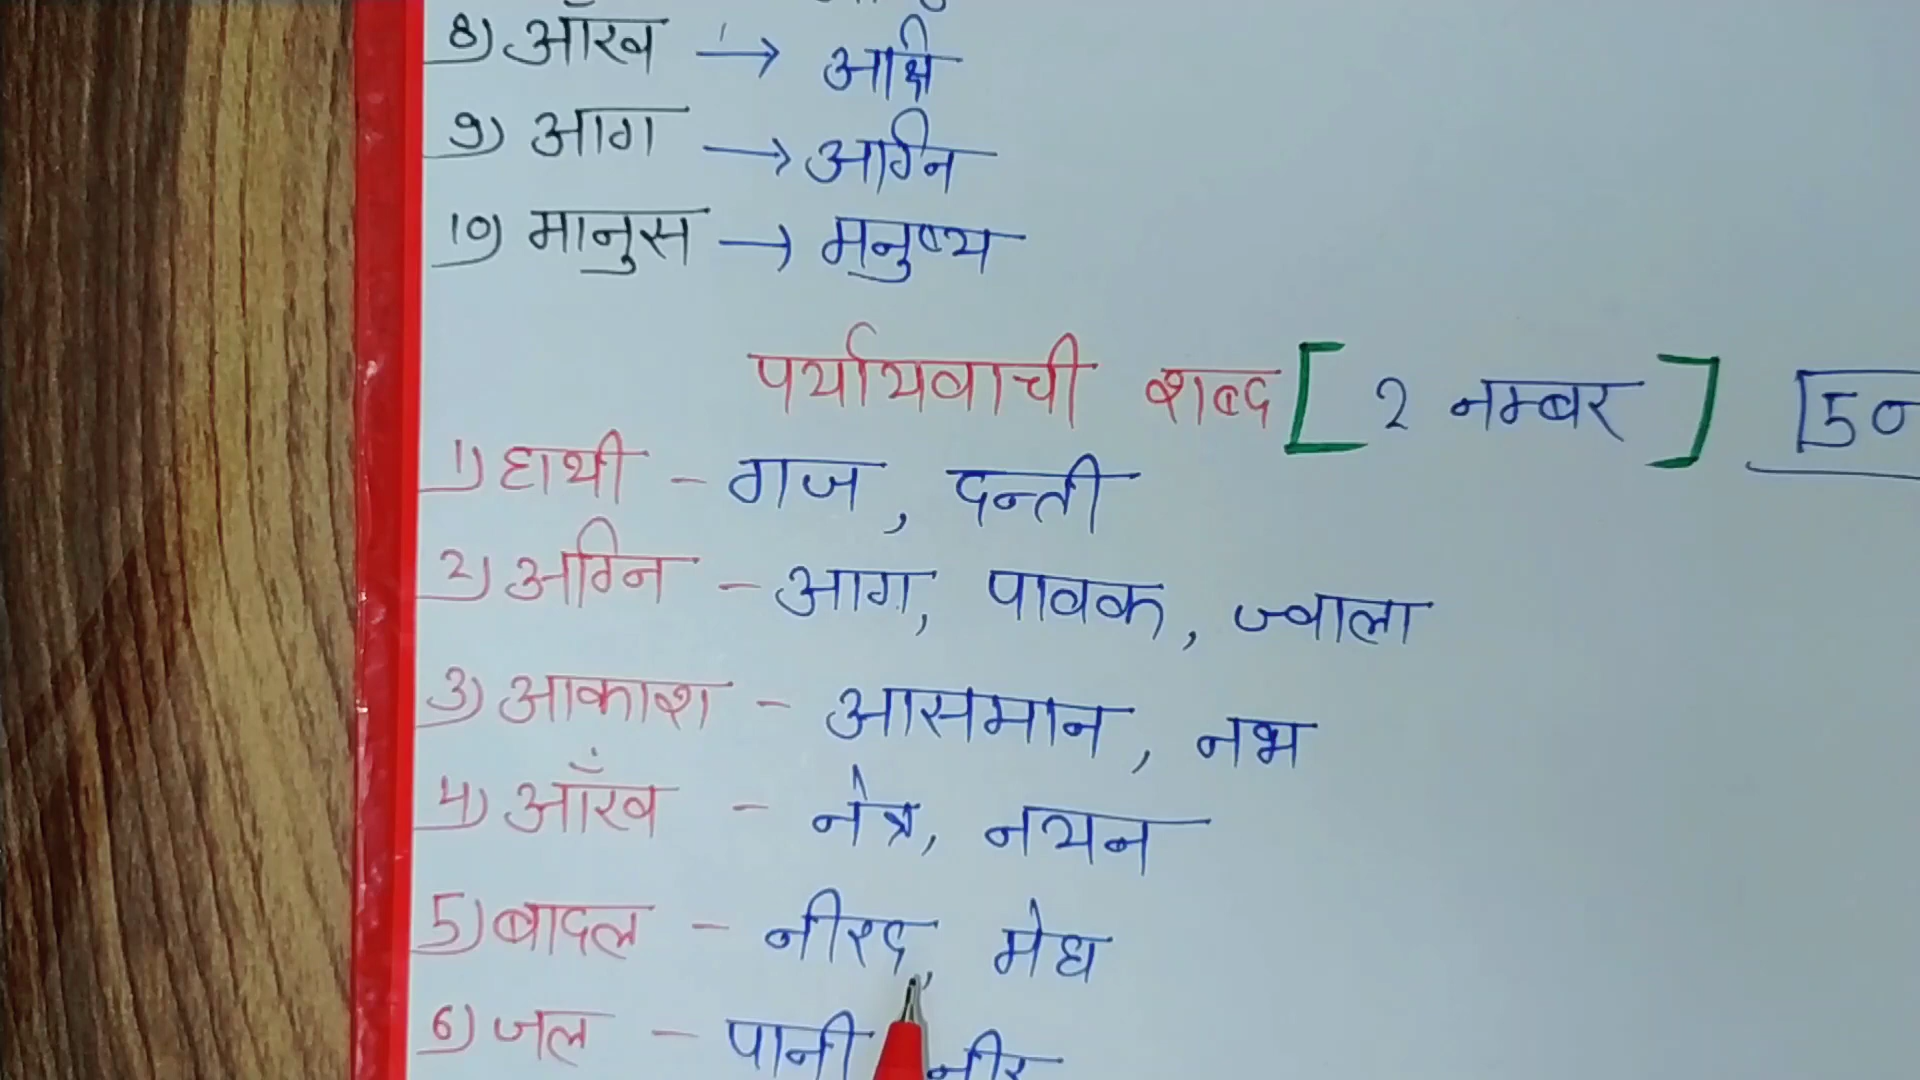 8) आँख → अक्षि
9) आग → अग्नि
10) मानुस → मनुष्य
पर्यायवाची शब्द [2 नम्बर] 50
1) हाथी - गज, दन्ती
2) अग्नि - आग, पावक, ज्वाला
3) आकाश - आसमान, नभ
4) आँख - नेत्र, नयन
5) बादल - नीरद, मेघ
6) जल - पानी नीर